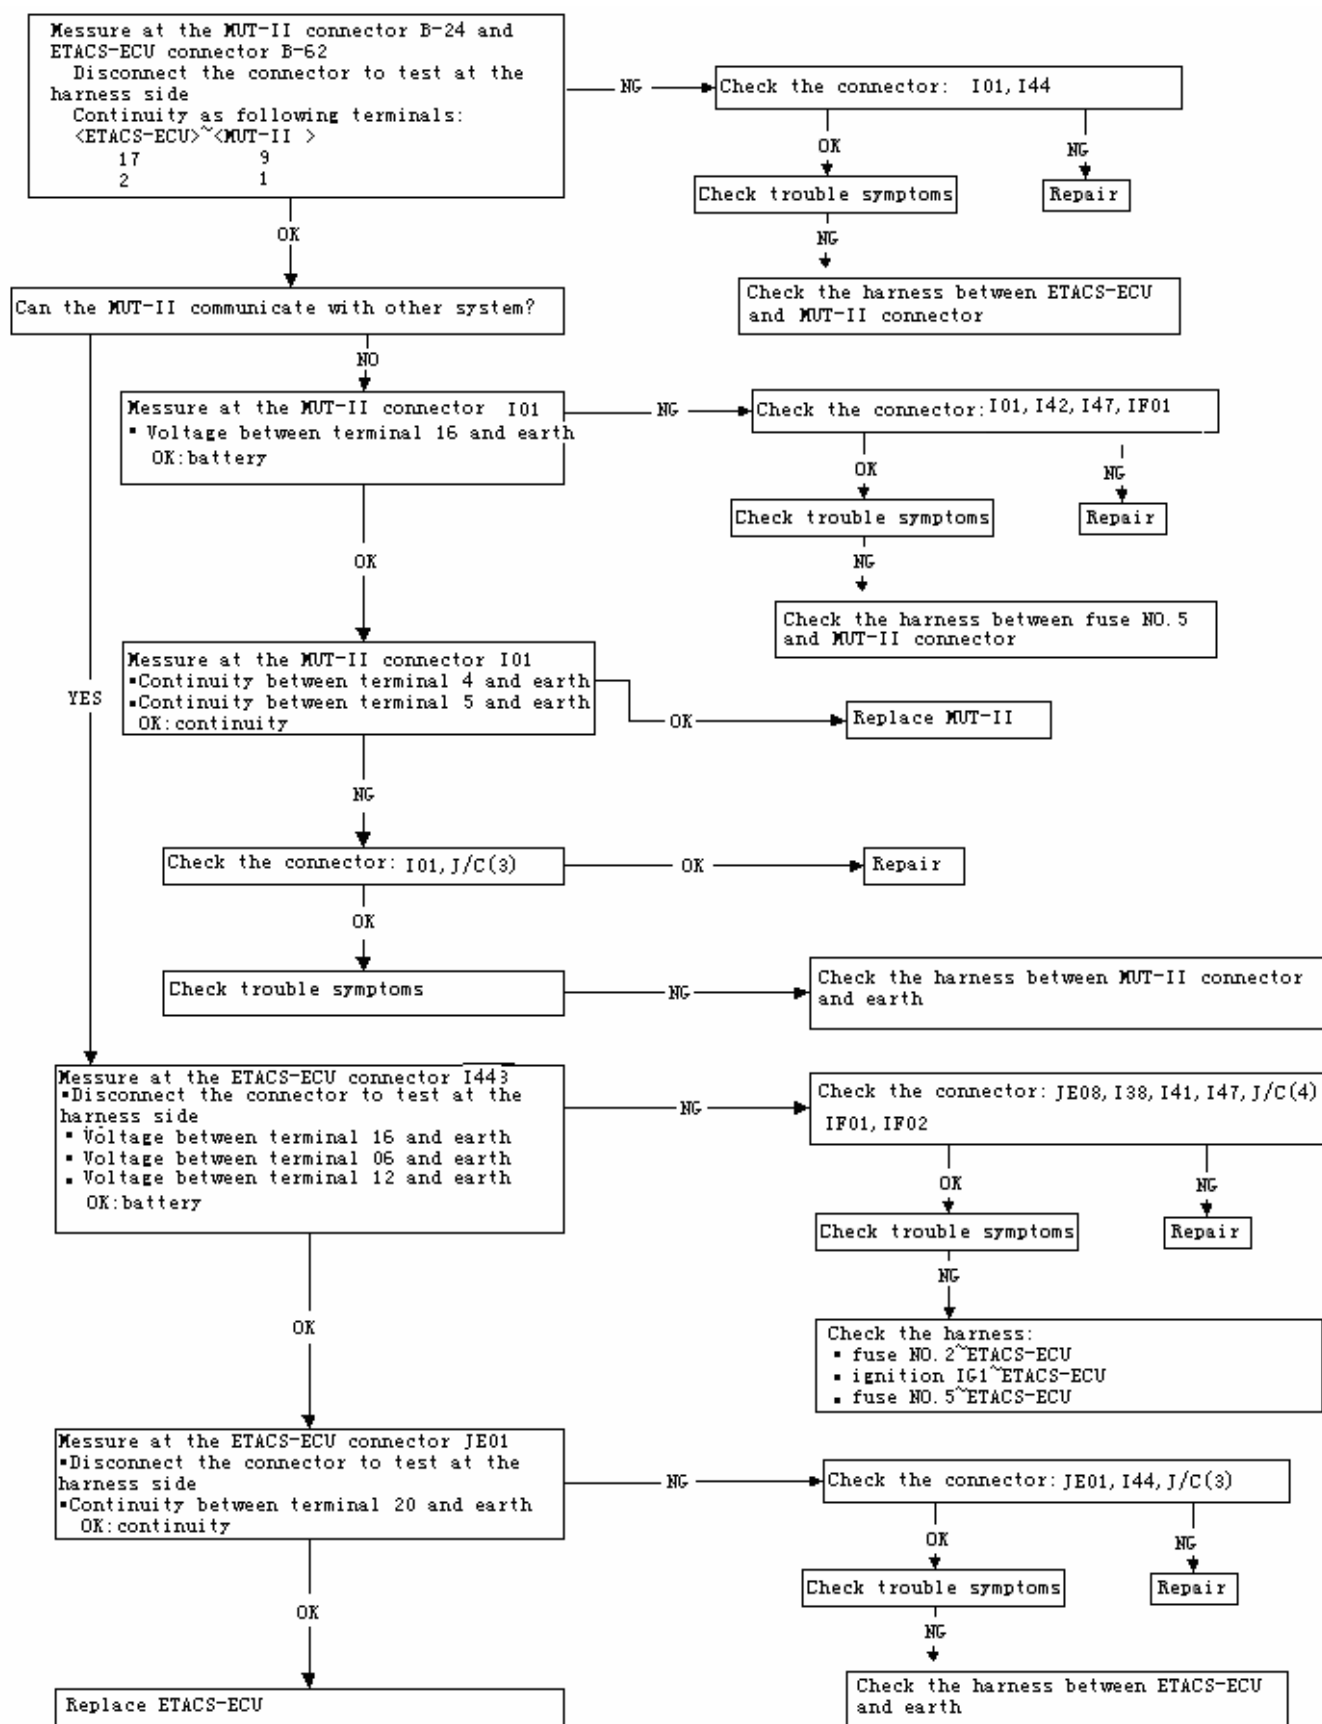 Messure at the MUT-II connector B-24 and
ETACS-ECU connector B-62
Disconnect the connector to test at the
harness side
Continuity as following terminals:
<ETACS-ECU>~<MUT-II >
17 9
2 1
NG
Check the connector: I01, I44
OK
NG
Check trouble symptoms
Repair
NG
Check the harness between ETACS-ECU
and MUT-II connector
OK
Can the MUT-II communicate with other system?
NO
YES
Messure at the MUT-II connector I01
▪ Voltage between terminal 16 and earth
OK:battery
NG
Check the connector: I01, I42, I47, IF01
OK
NG
Check trouble symptoms
Repair
NG
Check the harness between fuse NO.5
and MUT-II connector
OK
Messure at the MUT-II connector I01
▪Continuity between terminal 4 and earth
▪Continuity between terminal 5 and earth
OK:continuity
OK
Replace MUT-II
NG
Check the connector: I01, J/C(3)
OK
Repair
OK
Check trouble symptoms
NG
Check the harness between MUT-II connector
and earth
Messure at the ETACS-ECU connector I443
▪Disconnect the connector to test at the
harness side
▪ Voltage between terminal 16 and earth
▪ Voltage between terminal 06 and earth
▪ Voltage between terminal 12 and earth
OK:battery
NG
Check the connector: JE08, I38, I41, I47, J/C(4)
IF01, IF02
OK
NG
Check trouble symptoms
Repair
NG
Check the harness:
▪ fuse NO.2~ETACS-ECU
▪ ignition IG1~ETACS-ECU
▪ fuse NO.5~ETACS-ECU
OK
Messure at the ETACS-ECU connector JE01
▪Disconnect the connector to test at the
harness side
▪Continuity between terminal 20 and earth
OK:continuity
NG
Check the connector: JE01, I44, J/C(3)
OK
NG
Check trouble symptoms
Repair
NG
Check the harness between ETACS-ECU
and earth
OK
Replace ETACS-ECU